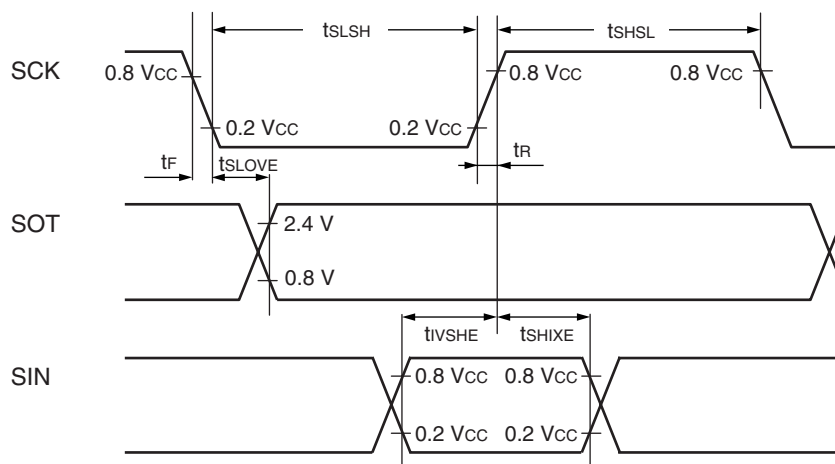 tSLSH
tSHSL
SCK
0.8 VCC
0.8 VCC
0.8 VCC
0.2 VCC
0.2 VCC
tF
tSLOVE
tR
SOT
2.4 V
0.8 V
tIVSHE
tSHIXE
SIN
0.8 VCC
0.8 VCC
0.2 VCC
0.2 VCC